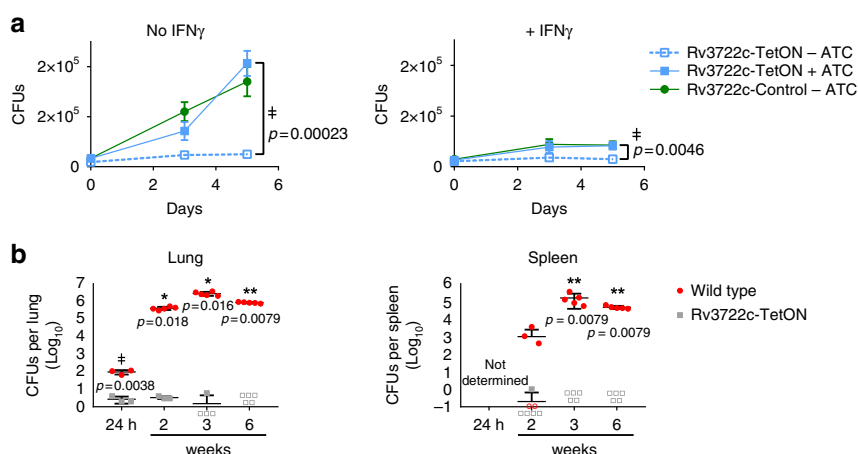 a
No IFNγ
+ IFNγ
CFUs
2×10⁵
2×10⁵
0
0
2
4
6
Days
‡
p=0.00023
CFUs
2×10⁵
2×10⁵
0
0
2
4
6
Days
‡
p=0.0046
Rv3722c-TetON – ATC
Rv3722c-TetON + ATC
Rv3722c-Control – ATC
b
Lung
CFUs per lung
(Log₁₀)
7
6
5
4
3
2
1
0
‡
p=0.0038
*
p=0.018
*
p=0.016
**
p=0.0079
24 h
2
3
6
weeks
Spleen
CFUs per spleen
(Log₁₀)
6
5
4
3
2
1
0
–1
Not
determined
**
p=0.0079
**
p=0.0079
24 h
2
3
6
weeks
Wild type
Rv3722c-TetON